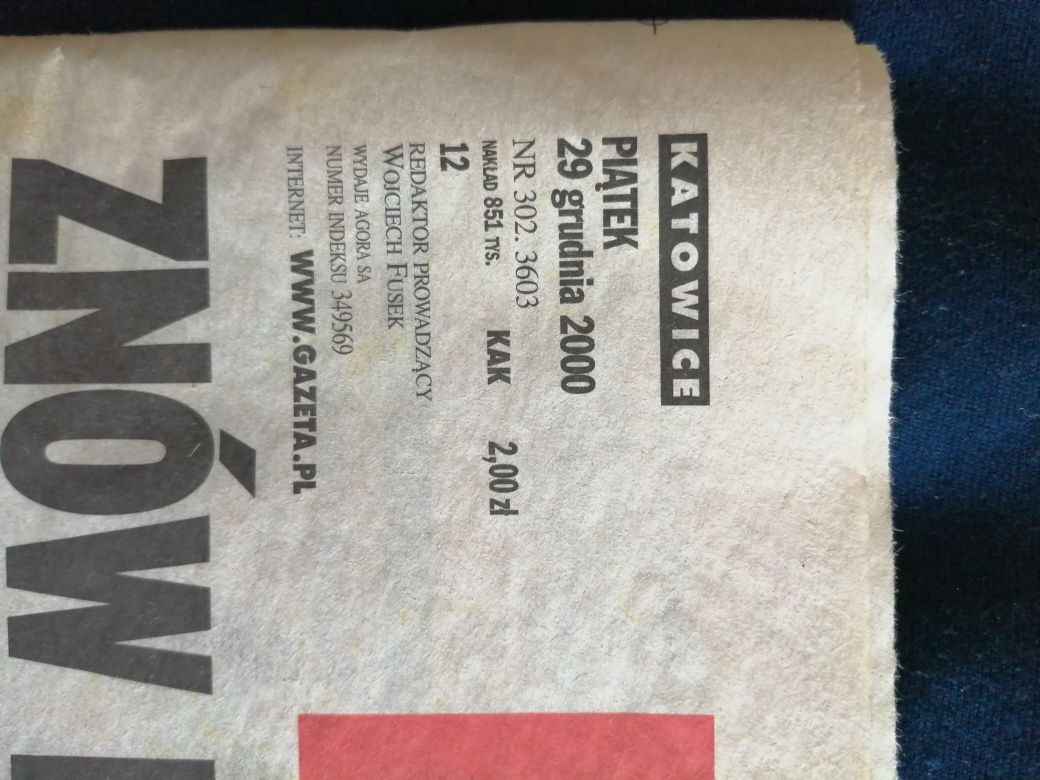 KATOWICE
PIĄTEK
29 grudnia 2000
NR 302. 3603
NAKŁAD 851 TYS. KAK 2,00 zł
12
REDAKTOR PROWADZĄCY
WOJCIECH FUSEK
WYDAJE AGORA SA
NUMER INDEKSU 349569
INTERNET: WWW.GAZETA.PL
ZNÓW